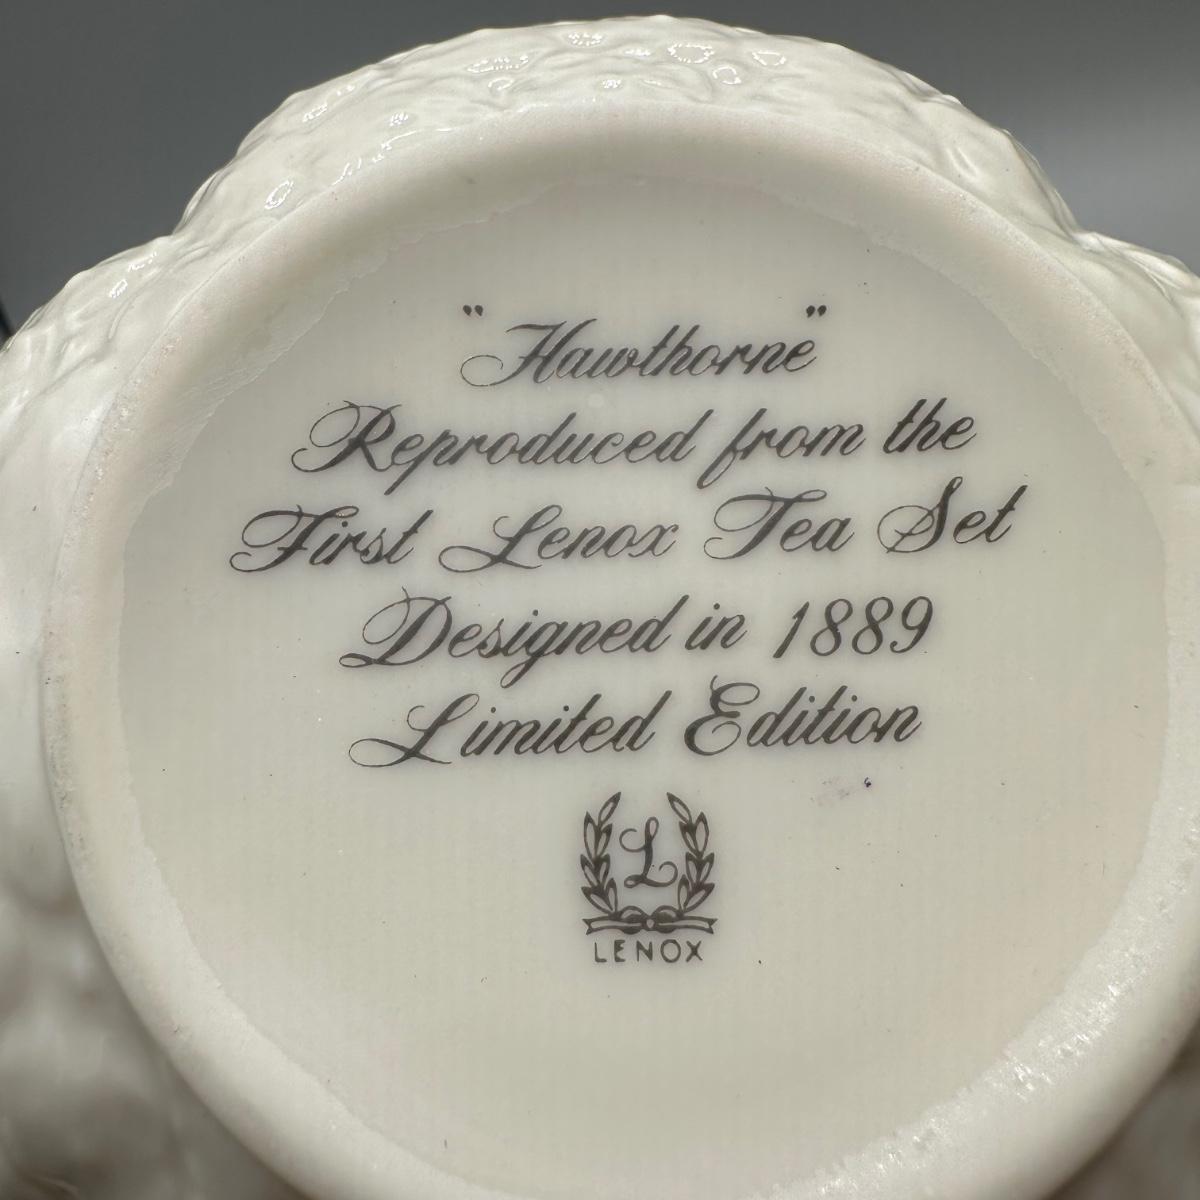 "Hawthorne"
Reproduced from the
First Lenox Tea Set
Designed in 1889
Limited Edition
L
LENOX